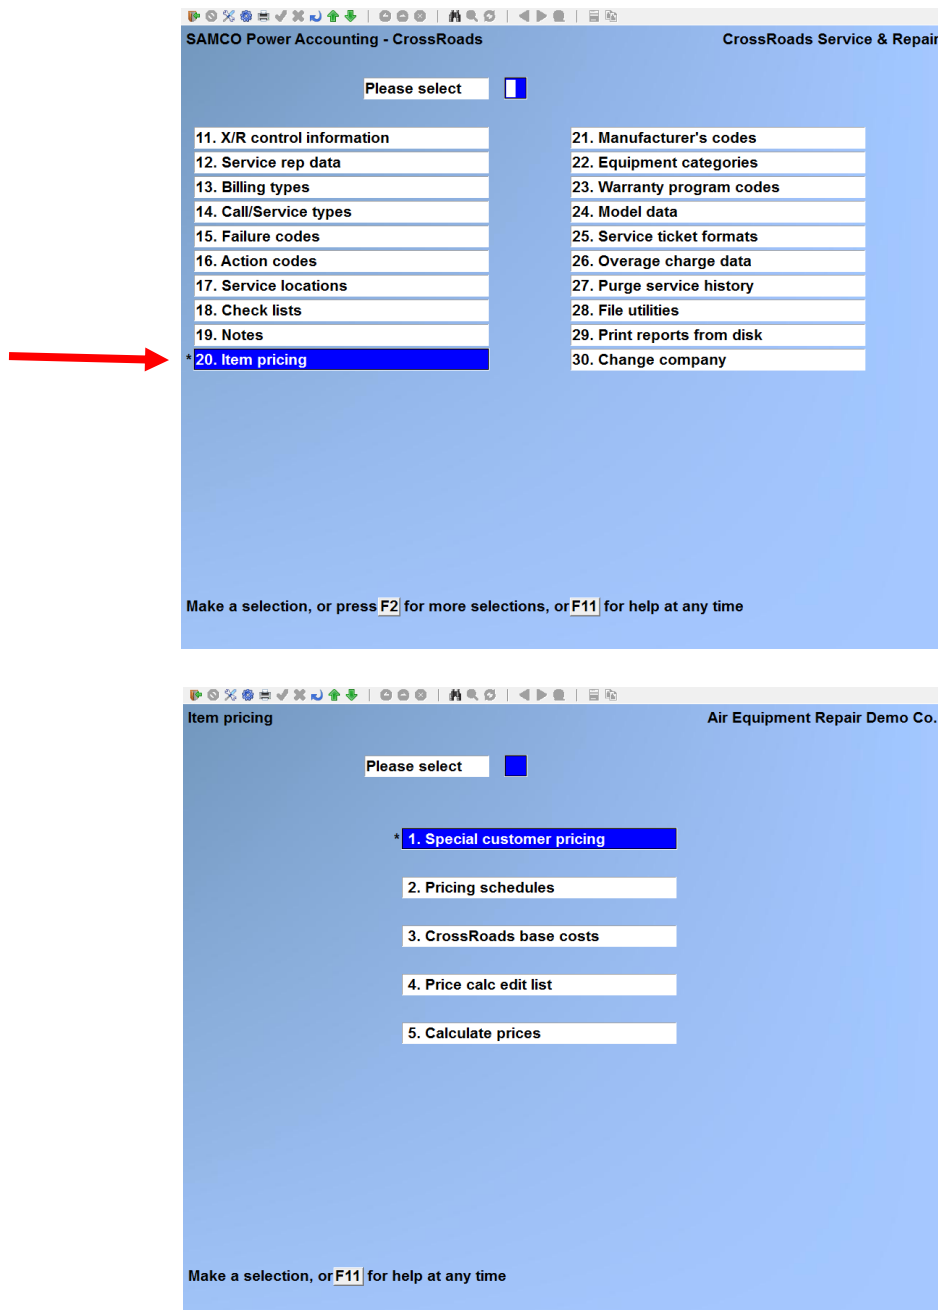 SAMCO Power Accounting - CrossRoads CrossRoads Service & Repair
Please select
11. X/R control information 21. Manufacturer's codes
12. Service rep data 22. Equipment categories
13. Billing types 23. Warranty program codes
14. Call/Service types 24. Model data
15. Failure codes 25. Service ticket formats
16. Action codes 26. Overage charge data
17. Service locations 27. Purge service history
18. Check lists 28. File utilities
19. Notes 29. Print reports from disk
* 20. Item pricing 30. Change company
Make a selection, or press F2 for more selections, or F11 for help at any time
Item pricing Air Equipment Repair Demo Co.
Please select
* 1. Special customer pricing
2. Pricing schedules
3. CrossRoads base costs
4. Price calc edit list
5. Calculate prices
Make a selection, or F11 for help at any time